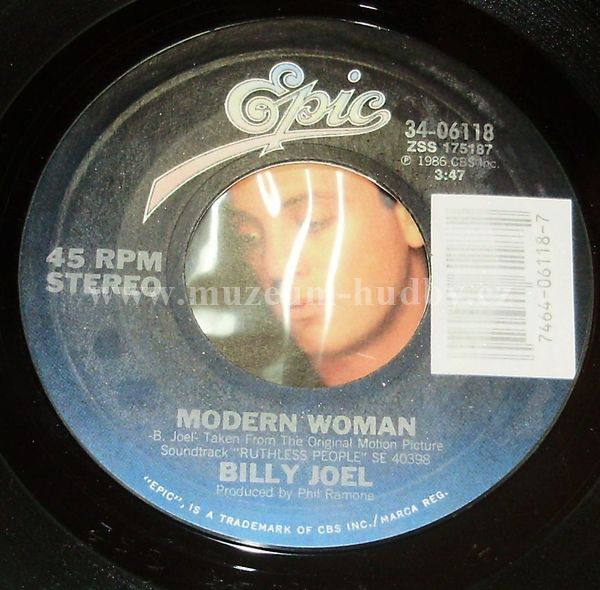 Epic
34-06118
ZSS 175187
℗ 1986 CBS Inc.
3:47
45 RPM
STEREO
7464-06118-7
www.muzeum-hudby.cz
MODERN WOMAN
-B. Joel- Taken From The Original Motion Picture
Soundtrack "RUTHLESS PEOPLE" SE 40398
BILLY JOEL
Produced by Phil Ramone
"EPIC", IS A TRADEMARK OF CBS INC./MARCA REG.